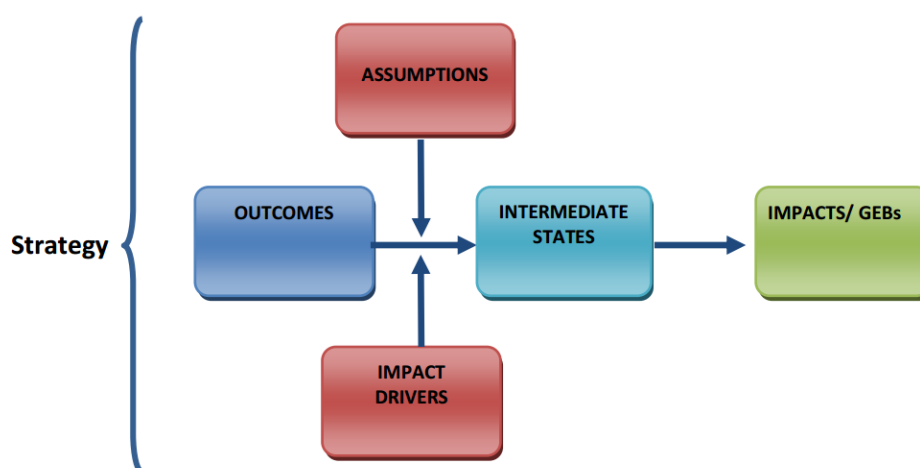 ASSUMPTIONS
Strategy
OUTCOMES
INTERMEDIATE
STATES
IMPACTS/ GEBs
IMPACT
DRIVERS